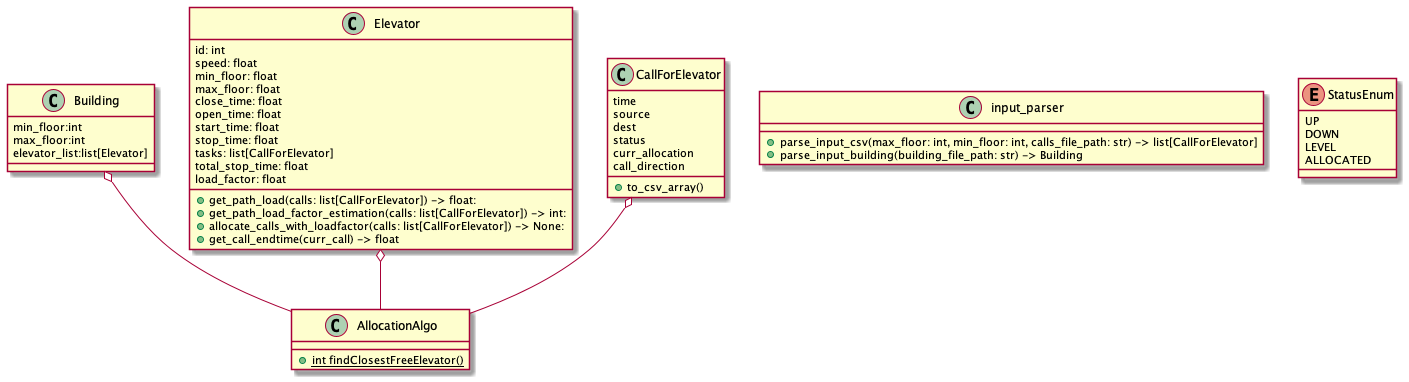 C Building
min_floor:int
max_floor:int
elevator_list:list[Elevator]
C Elevator
id: int
speed: float
min_floor: float
max_floor: float
close_time: float
open_time: float
start_time: float
stop_time: float
tasks: list[CallForElevator]
total_stop_time: float
load_factor: float
get_path_load(calls: list[CallForElevator]) -> float:
get_path_load_factor_estimation(calls: list[CallForElevator]) -> int:
allocate_calls_with_loadfactor(calls: list[CallForElevator]) -> None:
get_call_endtime(curr_call) -> float
C CallForElevator
time
source
dest
status
curr_allocation
call_direction
to_csv_array()
C input_parser
parse_input_csv(max_floor: int, min_floor: int, calls_file_path: str) -> list[CallForElevator]
parse_input_building(building_file_path: str) -> Building
E StatusEnum
UP
DOWN
LEVEL
ALLOCATED
C AllocationAlgo
int findClosestFreeElevator()